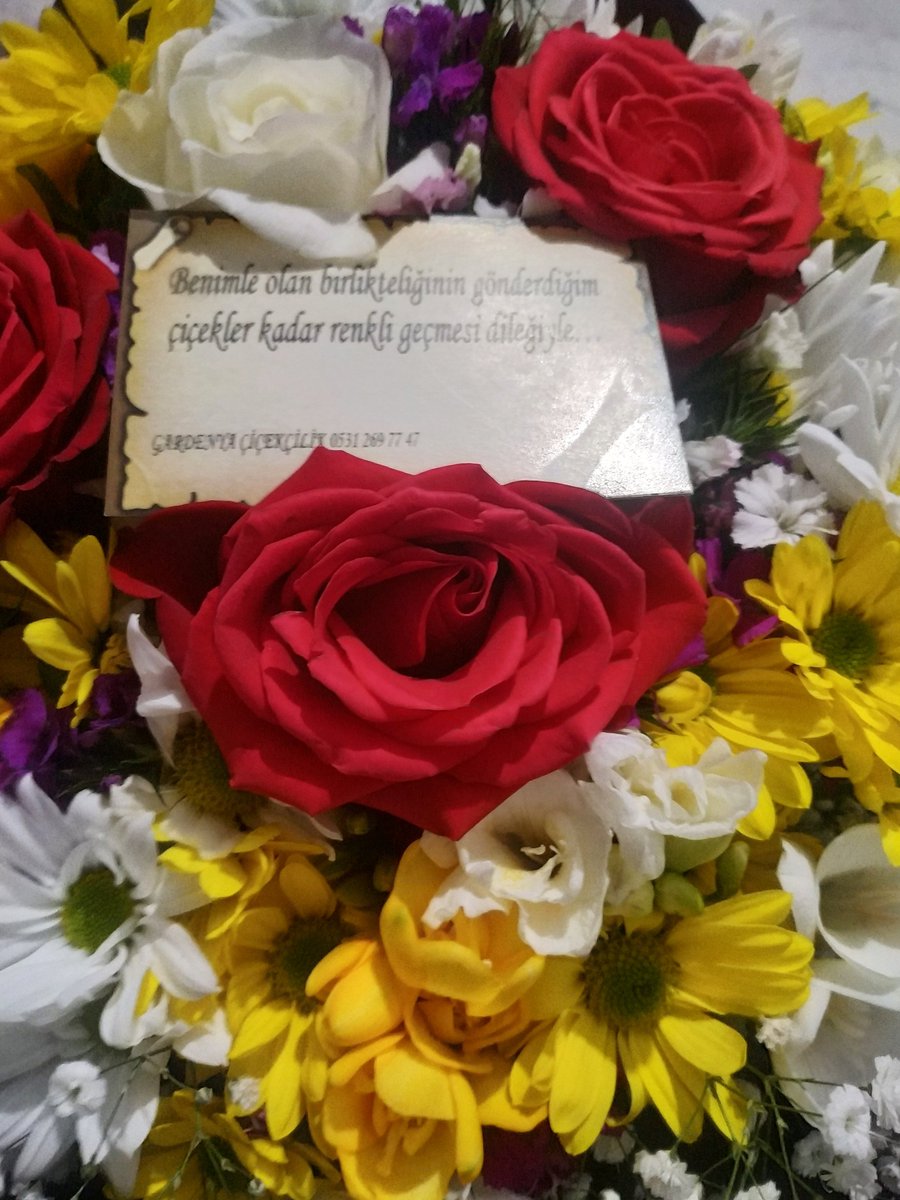 Benimle olan birlikteliğinin gönderdiğim
çiçekler kadar renkli geçmesi dileğiyle...
GARDENYA ÇİÇEKÇİLİK 0531 269 77 47